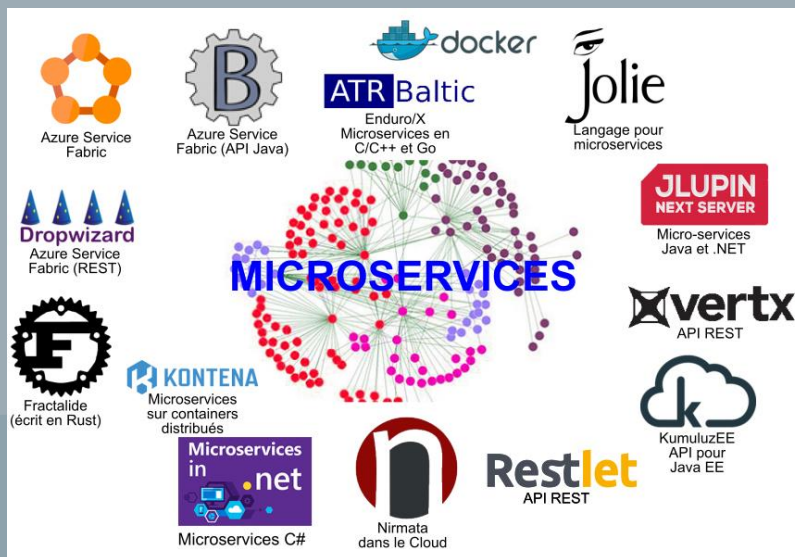 docker
Azure Service
Fabric
B
Azure Service
Fabric (API Java)
ATR Baltic
Enduro/X
Microservices en
C/C++ et Go
Jolie
Langage pour
microservices
Dropwizard
Azure Service
Fabric (REST)
MICROSERVICES
JLUPIN
NEXT SERVER
Micro-services
Java et .NET
vertx
API REST
F
Fractalide
(écrit en Rust)
KONTENA
Microservices
sur containers
distribués
k
KumuluzEE
API pour
Java EE
Microservices
in
.net
Microservices C#
n
Nirmata
dans le Cloud
Restlet
API REST